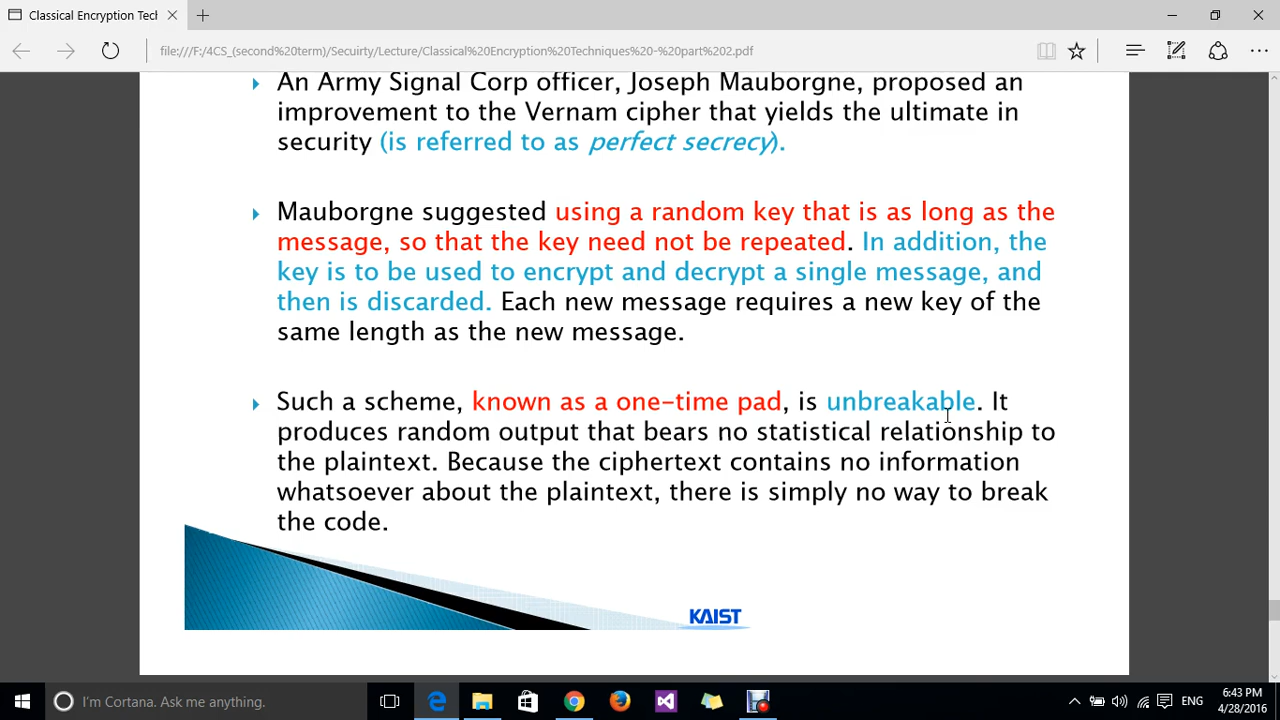 Classical Encryption Tech
file:///F:/4CS_(second%20term)/Secuirty/Lecture/Classical%20Encryption%20Techniques%20-%20part%202.pdf
An Army Signal Corp officer, Joseph Mauborgne, proposed an
improvement to the Vernam cipher that yields the ultimate in
security (is referred to as perfect secrecy).
Mauborgne suggested using a random key that is as long as the
message, so that the key need not be repeated. In addition, the
key is to be used to encrypt and decrypt a single message, and
then is discarded. Each new message requires a new key of the
same length as the new message.
Such a scheme, known as a one-time pad, is unbreakable. It
produces random output that bears no statistical relationship to
the plaintext. Because the ciphertext contains no information
whatsoever about the plaintext, there is simply no way to break
the code.
KAIST
I'm Cortana. Ask me anything.
ENG
6:43 PM
4/28/2016